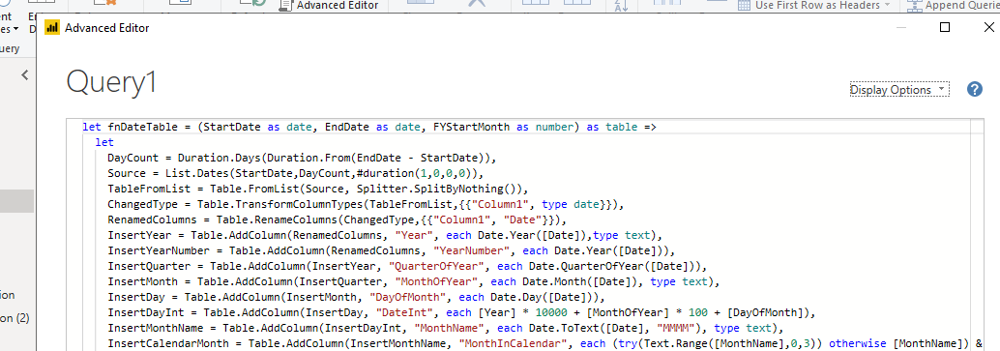 Use First Row as Headers
Append Querie
Advanced Editor
ent
es
uery
Advanced Editor
Query1
Display Options
?
let fnDateTable = (StartDate as date, EndDate as date, FYStartMonth as number) as table =>
let
DayCount = Duration.Days(Duration.From(EndDate - StartDate)),
Source = List.Dates(StartDate,DayCount,#duration(1,0,0,0)),
TableFromList = Table.FromList(Source, Splitter.SplitByNothing()),
ChangedType = Table.TransformColumnTypes(TableFromList,{{"Column1", type date}}),
RenamedColumns = Table.RenameColumns(ChangedType,{{"Column1", "Date"}}),
InsertYear = Table.AddColumn(RenamedColumns, "Year", each Date.Year([Date]),type text),
InsertYearNumber = Table.AddColumn(RenamedColumns, "YearNumber", each Date.Year([Date])),
InsertQuarter = Table.AddColumn(InsertYear, "QuarterOfYear", each Date.QuarterOfYear([Date])),
InsertMonth = Table.AddColumn(InsertQuarter, "MonthOfYear", each Date.Month([Date]), type text),
InsertDay = Table.AddColumn(InsertMonth, "DayOfMonth", each Date.Day([Date])),
InsertDayInt = Table.AddColumn(InsertDay, "DateInt", each [Year] * 10000 + [MonthOfYear] * 100 + [DayOfMonth]),
InsertMonthName = Table.AddColumn(InsertDayInt, "MonthName", each Date.ToText([Date], "MMMM"), type text),
InsertCalendarMonth = Table.AddColumn(InsertMonthName, "MonthInCalendar", each (try(Text.Range([MonthName],0,3)) otherwise [MonthName]) &
ion
on (2)